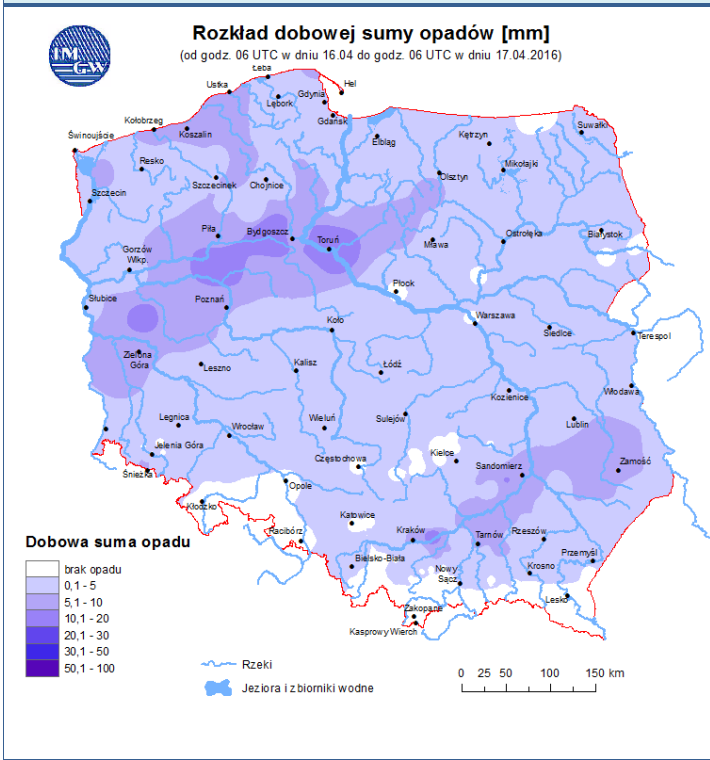 Rozkład dobowej sumy opadów [mm]
(od godz. 06 UTC w dniu 16.04 do godz. 06 UTC w dniu 17.04.2016)
IM
GW
Łeba
Hel
Ustka
Gdynia
Lębork
Gdańsk
Kołobrzeg
Koszalin
Suwałki
Świnoujście
Elbląg
Kętrzyn
Resko
Mikołajki
Szczecinek
Chojnice
Olsztyn
Szczecin
Piła
Bydgoszcz
Toruń
Mława
Ostrołęka
Białystok
Gorzów
Wlkp.
Płock
Słubice
Poznań
Koło
Warszawa
Siedlce
Terespol
Zielona
Góra
Leszno
Kalisz
Łódź
Kozienice
Włodawa
Legnica
Wrocław
Wieluń
Sulejów
Lublin
Jelenia Góra
Częstochowa
Kielce
Sandomierz
Zamość
Śnieżka
Opole
Kłodzko
Katowice
Racibórz
Kraków
Tarnów
Rzeszów
Przemyśl
Bielsko-Biała
Nowy
Sącz
Krosno
Lesko
Zakopane
Kasprowy Wierch
Dobowa suma opadu
brak opadu
0,1 - 5
5,1 - 10
10,1 - 20
20,1 - 30
30,1 - 50
50,1 - 100
Rzeki
Jeziora i zbiorniki wodne
0 25 50 100 150 km